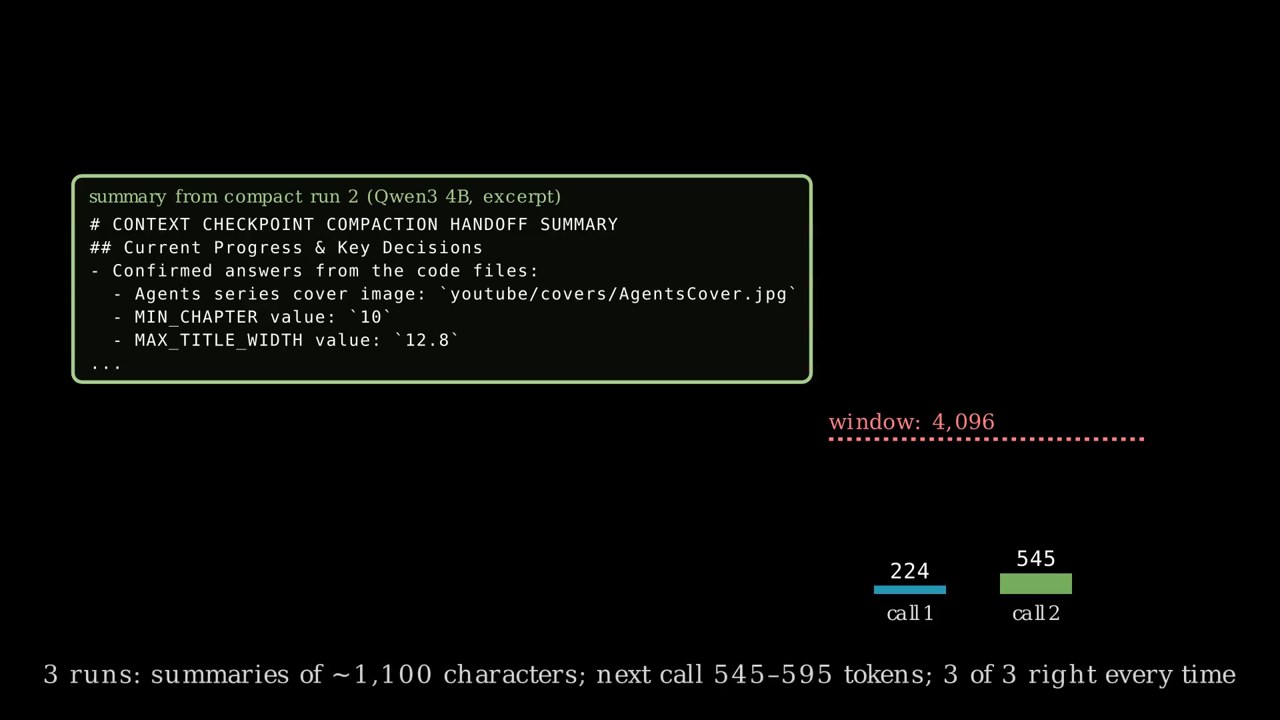 summary from compact run 2 (Qwen3 4B, excerpt)
# CONTEXT CHECKPOINT COMPACTION HANDOFF SUMMARY
## Current Progress & Key Decisions
- Confirmed answers from the code files:
  - Agents series cover image: `youtube/covers/AgentsCover.jpg`
  - MIN_CHAPTER value: `10`
  - MAX_TITLE_WIDTH value: `12.8`
...
window: 4,096
224
545
call 1
call 2
3 runs: summaries of ~1,100 characters; next call 545–595 tokens; 3 of 3 right every time